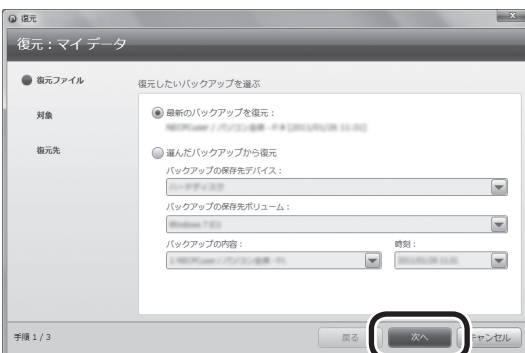 復元
復元：マイ データ
復元ファイル
対象
復元先
復元したいバックアップを選ぶ
最新のバックアップを復元：
選んだバックアップから復元
バックアップの保存先デバイス：
バックアップの保存先ボリューム：
バックアップの内容：
時刻：
手順 1 / 3
戻る
次へ
キャンセル